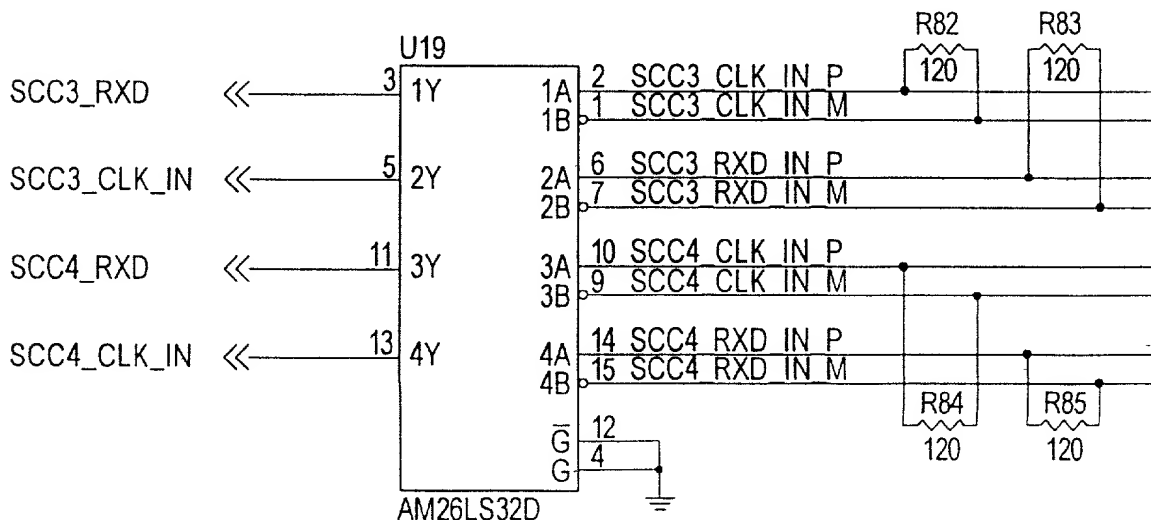 R82 R83
120 120
U19
SCC3_RXD 3 1Y 1A 2 SCC3_CLK_IN_P
1B 1 SCC3_CLK_IN_M
SCC3_CLK_IN 5 2Y 2A 6 SCC3_RXD_IN_P
2B 7 SCC3_RXD_IN_M
SCC4_RXD 11 3Y 3A 10 SCC4_CLK_IN_P
3B 9 SCC4_CLK_IN_M
SCC4_CLK_IN 13 4Y 4A 14 SCC4_RXD_IN_P
4B 15 SCC4_RXD_IN_M
R84 R85
120 120
G̅ 12
G 4
AM26LS32D